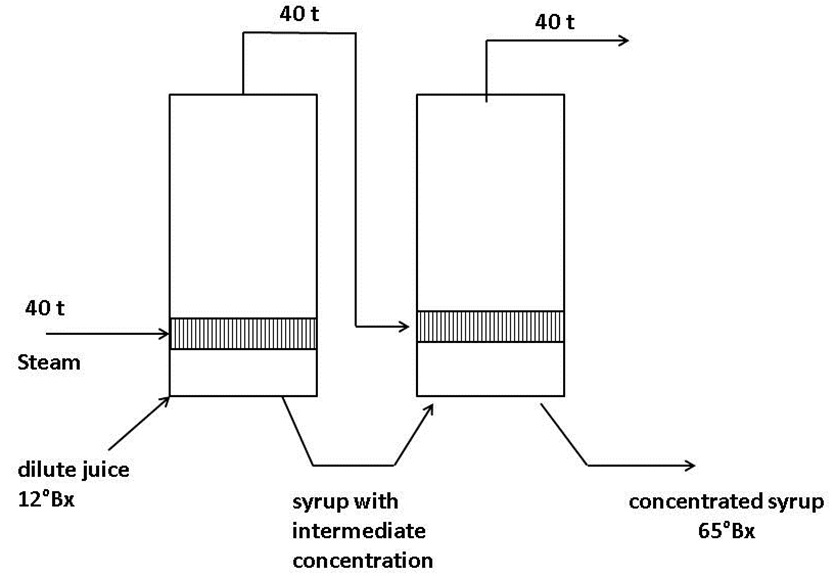 40 t
40 t
40 t
Steam
dilute juice
12°Bx
syrup with
intermediate
concentration
concentrated syrup
65°Bx